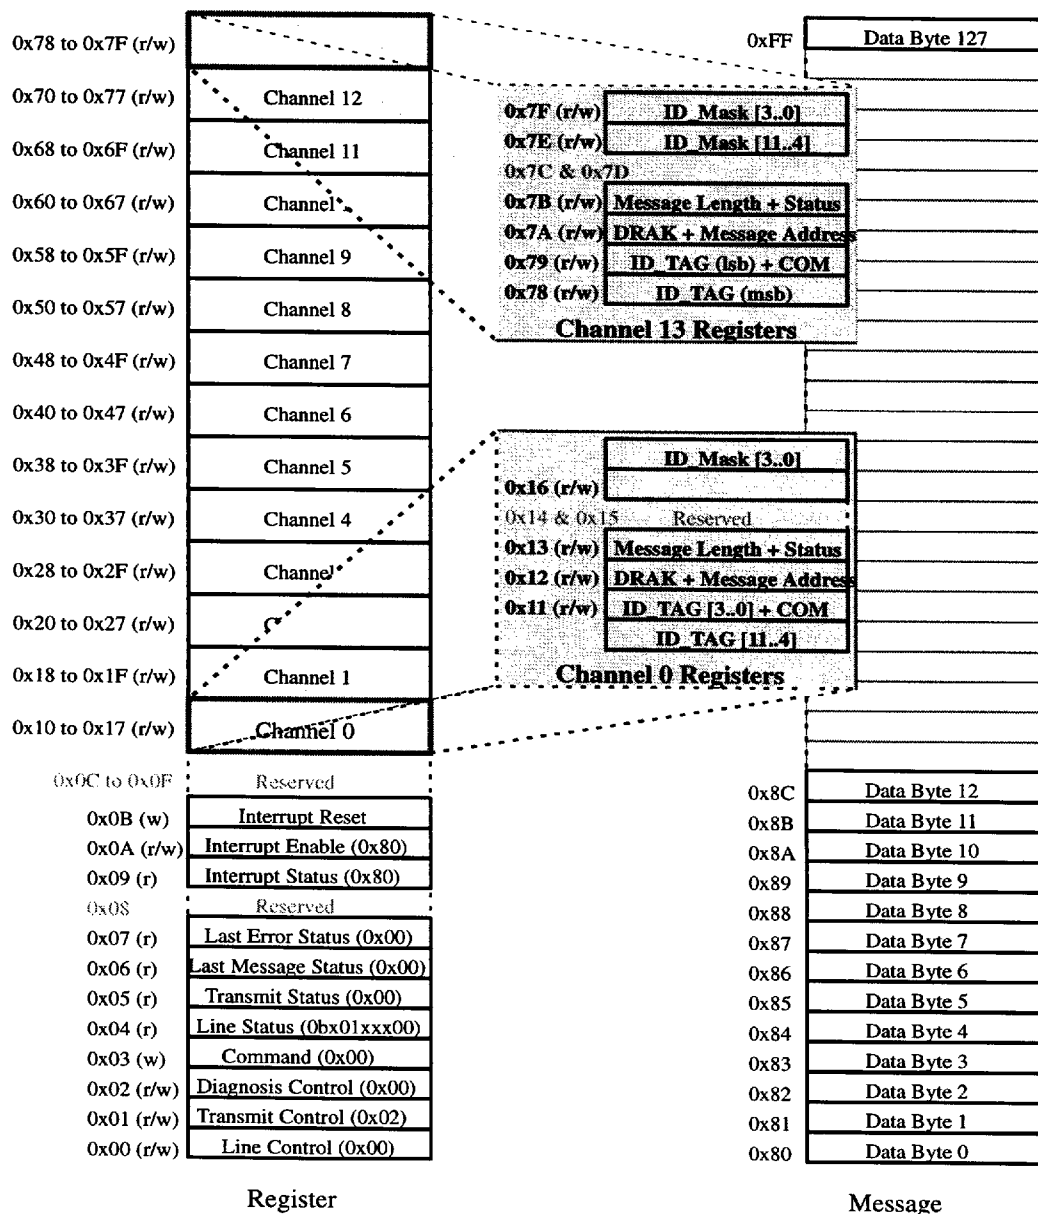 0x78 to 0x7F (r/w)
0x70 to 0x77 (r/w) Channel 12
0x68 to 0x6F (r/w) Channel 11
0x60 to 0x67 (r/w) Channel
0x58 to 0x5F (r/w) Channel 9
0x50 to 0x57 (r/w) Channel 8
0x48 to 0x4F (r/w) Channel 7
0x40 to 0x47 (r/w) Channel 6
0x38 to 0x3F (r/w) Channel 5
0x30 to 0x37 (r/w) Channel 4
0x28 to 0x2F (r/w) Channel
0x20 to 0x27 (r/w)
0x18 to 0x1F (r/w) Channel 1
0x10 to 0x17 (r/w) Channel 0
0x0C to 0x0F Reserved
0x0B (w) Interrupt Reset
0x0A (r/w) Interrupt Enable (0x80)
0x09 (r) Interrupt Status (0x80)
0x08 Reserved
0x07 (r) Last Error Status (0x00)
0x06 (r) Last Message Status (0x00)
0x05 (r) Transmit Status (0x00)
0x04 (r) Line Status (0bx01xxx00)
0x03 (w) Command (0x00)
0x02 (r/w) Diagnosis Control (0x00)
0x01 (r/w) Transmit Control (0x02)
0x00 (r/w) Line Control (0x00)
Register
0x7F (r/w) ID_Mask [3..0]
0x7E (r/w) ID_Mask [11..4]
0x7C & 0x7D
0x7B (r/w) Message Length + Status
0x7A (r/w) DRAK + Message Address
0x79 (r/w) ID_TAG (lsb) + COM
0x78 (r/w) ID_TAG (msb)
Channel 13 Registers
ID_Mask [3..0]
0x16 (r/w)
0x14 & 0x15 Reserved
0x13 (r/w) Message Length + Status
0x12 (r/w) DRAK + Message Address
0x11 (r/w) ID_TAG [3..0] + COM
ID_TAG [11..4]
Channel 0 Registers
0xFF Data Byte 127
0x8C Data Byte 12
0x8B Data Byte 11
0x8A Data Byte 10
0x89 Data Byte 9
0x88 Data Byte 8
0x87 Data Byte 7
0x86 Data Byte 6
0x85 Data Byte 5
0x84 Data Byte 4
0x83 Data Byte 3
0x82 Data Byte 2
0x81 Data Byte 1
0x80 Data Byte 0
Message